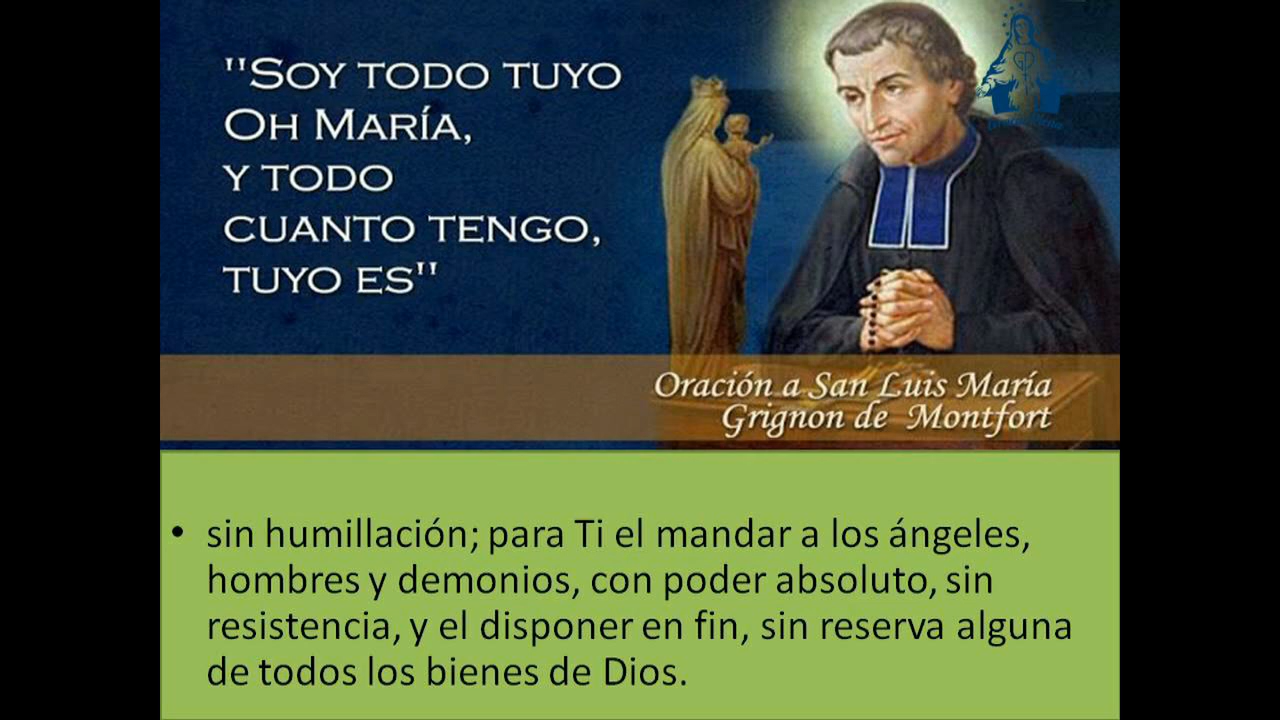 "SOY TODO TUYO
OH MARÍA,
Y TODO
CUANTO TENGO,
TUYO ES"
Oración a San Luis María
Grignon de Montfort
• sin humillación; para Ti el mandar a los ángeles,
hombres y demonios, con poder absoluto, sin
resistencia, y el disponer en fin, sin reserva alguna
de todos los bienes de Dios.